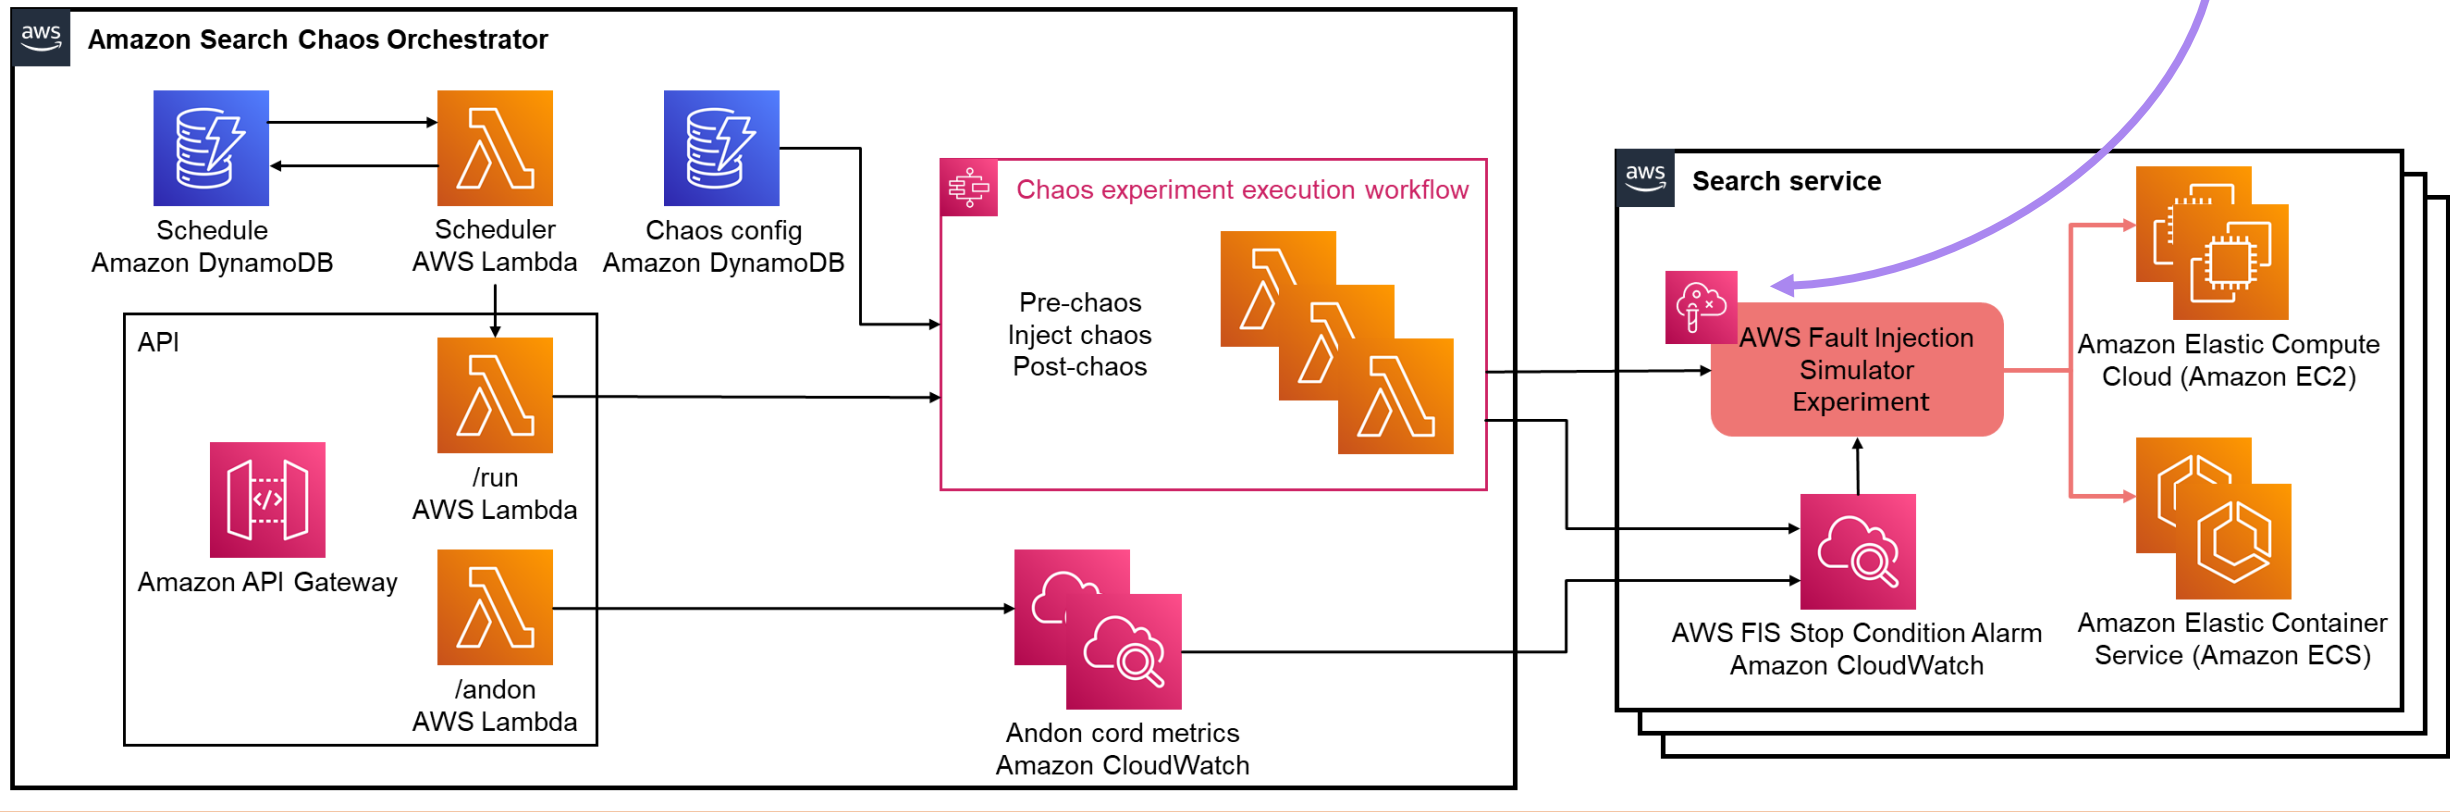 aws
Amazon Search Chaos Orchestrator
Schedule
Amazon DynamoDB
Scheduler
AWS Lambda
Chaos config
Amazon DynamoDB
API
/run
AWS Lambda
</>
Amazon API Gateway
/andon
AWS Lambda
Chaos experiment execution workflow
Pre-chaos
Inject chaos
Post-chaos
Andon cord metrics
Amazon CloudWatch
aws
Search service
AWS Fault Injection
Simulator
Experiment
AWS FIS Stop Condition Alarm
Amazon CloudWatch
Amazon Elastic Compute
Cloud (Amazon EC2)
Amazon Elastic Container
Service (Amazon ECS)